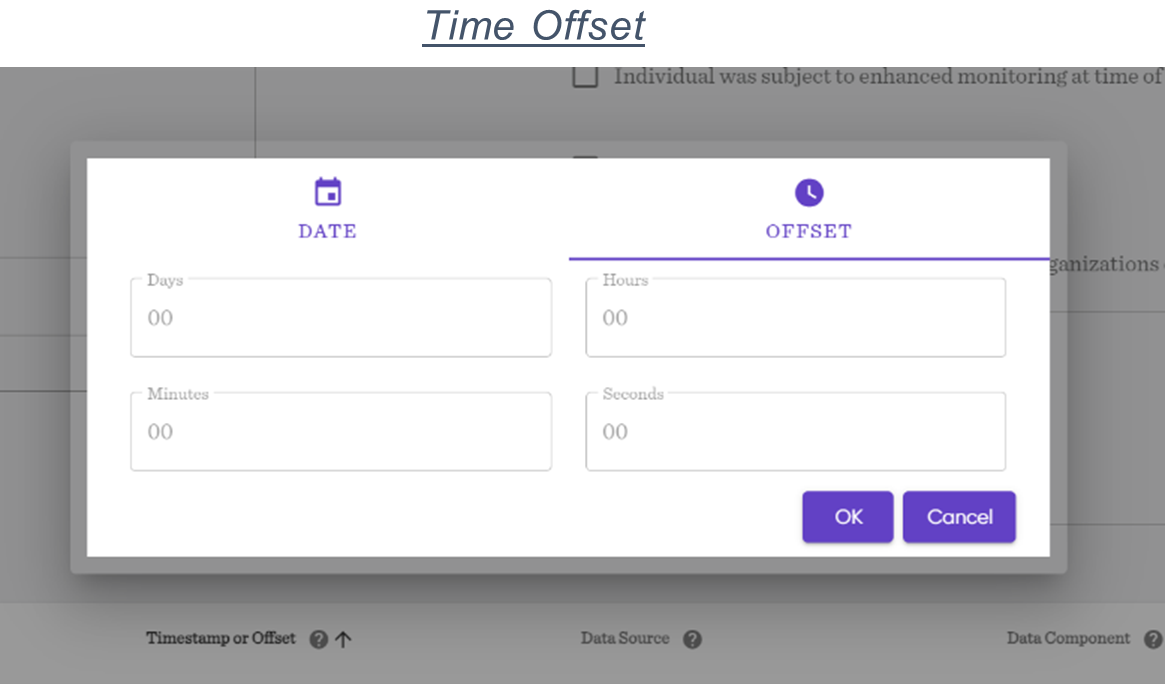 Time Offset
Individual was subject to enhanced monitoring at time of
DATE
OFFSET
ganizations
Days
00
Hours
00
Minutes
00
Seconds
00
OK
Cancel
Timestamp or Offset
Data Source
Data Component